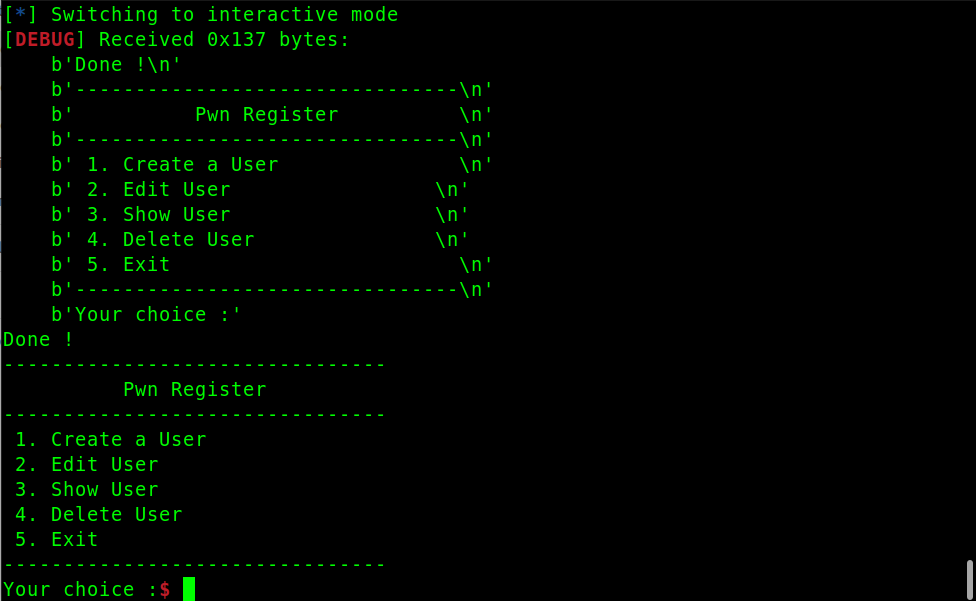 [*] Switching to interactive mode
[DEBUG] Received 0x137 bytes:
    b'Done !\n'
    b'--------------------------------\n'
    b'          Pwn Register          \n'
    b'--------------------------------\n'
    b' 1. Create a User               \n'
    b' 2. Edit User                 \n'
    b' 3. Show User                 \n'
    b' 4. Delete User               \n'
    b' 5. Exit                        \n'
    b'--------------------------------\n'
    b'Your choice :'
Done !
--------------------------------
          Pwn Register
--------------------------------
 1. Create a User
 2. Edit User
 3. Show User
 4. Delete User
 5. Exit
--------------------------------
Your choice :$